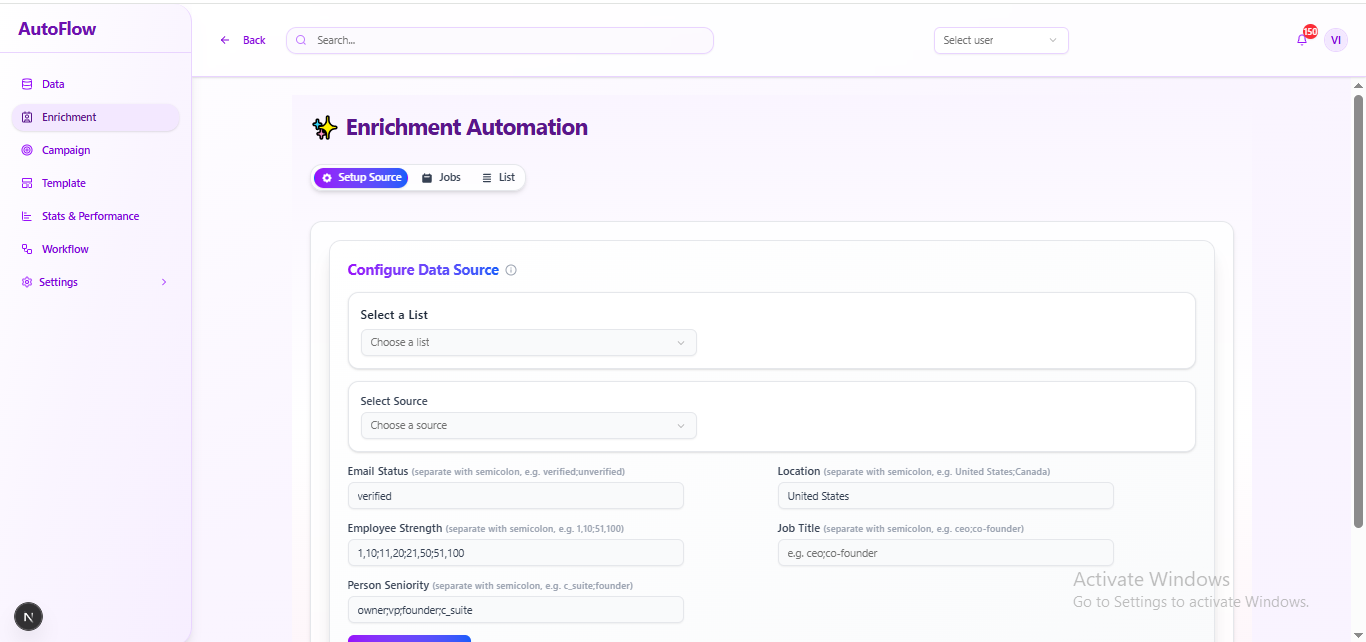 AutoFlow
Back
Search...
Select user
150
VI
Data
Enrichment
Campaign
Template
Stats & Performance
Workflow
Settings
Enrichment Automation
Setup Source
Jobs
List
Configure Data Source
Select a List
Choose a list
Select Source
Choose a source
Email Status (separate with semicolon, e.g. verified;unverified)
verified
Location (separate with semicolon, e.g. United States;Canada)
United States
Employee Strength (separate with semicolon, e.g. 1,10;51,100)
1,10;11,20;21,50;51,100
Job Title (separate with semicolon, e.g. ceo;co-founder)
e.g. ceo;co-founder
Person Seniority (separate with semicolon, e.g. c_suite;founder)
owner;vp;founder;c_suite
Activate Windows
Go to Settings to activate Windows.
N